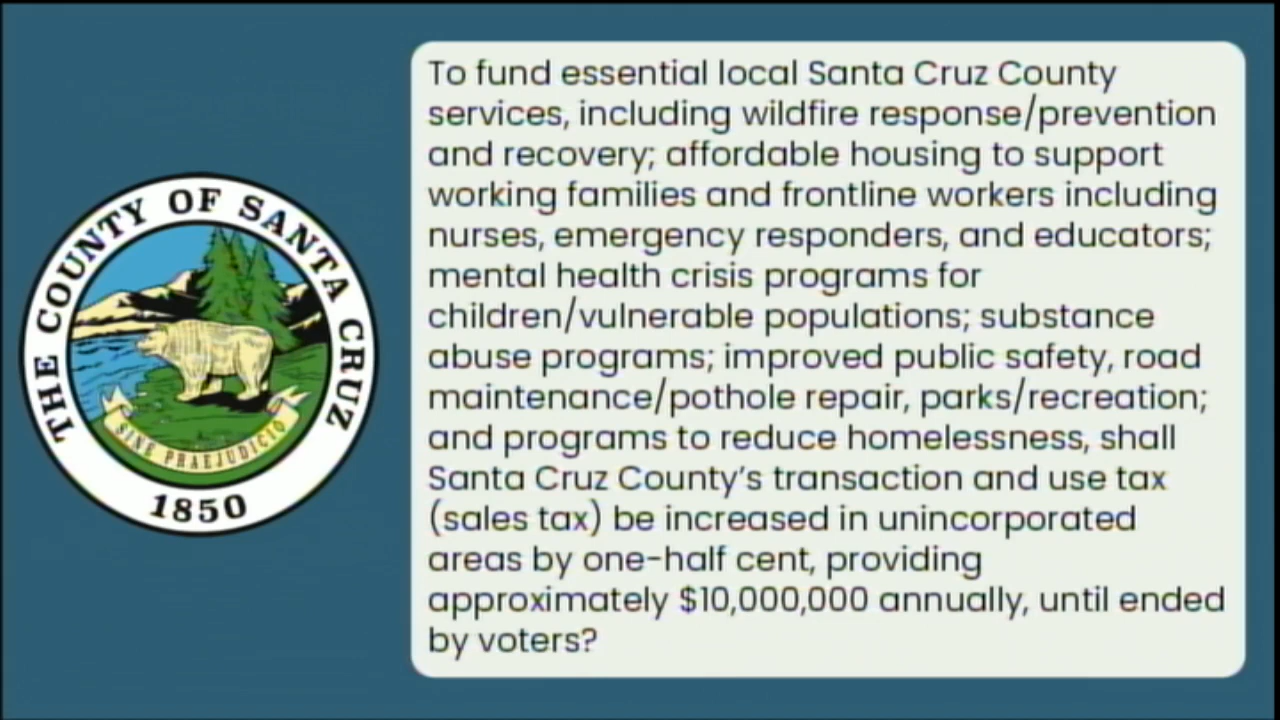 THE COUNTY OF SANTA CRUZ
SINE PRAEJUDICIO
1850
To fund essential local Santa Cruz County
services, including wildfire response/prevention
and recovery; affordable housing to support
working families and frontline workers including
nurses, emergency responders, and educators;
mental health crisis programs for
children/vulnerable populations; substance
abuse programs; improved public safety, road
maintenance/pothole repair, parks/recreation;
and programs to reduce homelessness, shall
Santa Cruz County’s transaction and use tax
(sales tax) be increased in unincorporated
areas by one-half cent, providing
approximately $10,000,000 annually, until ended
by voters?